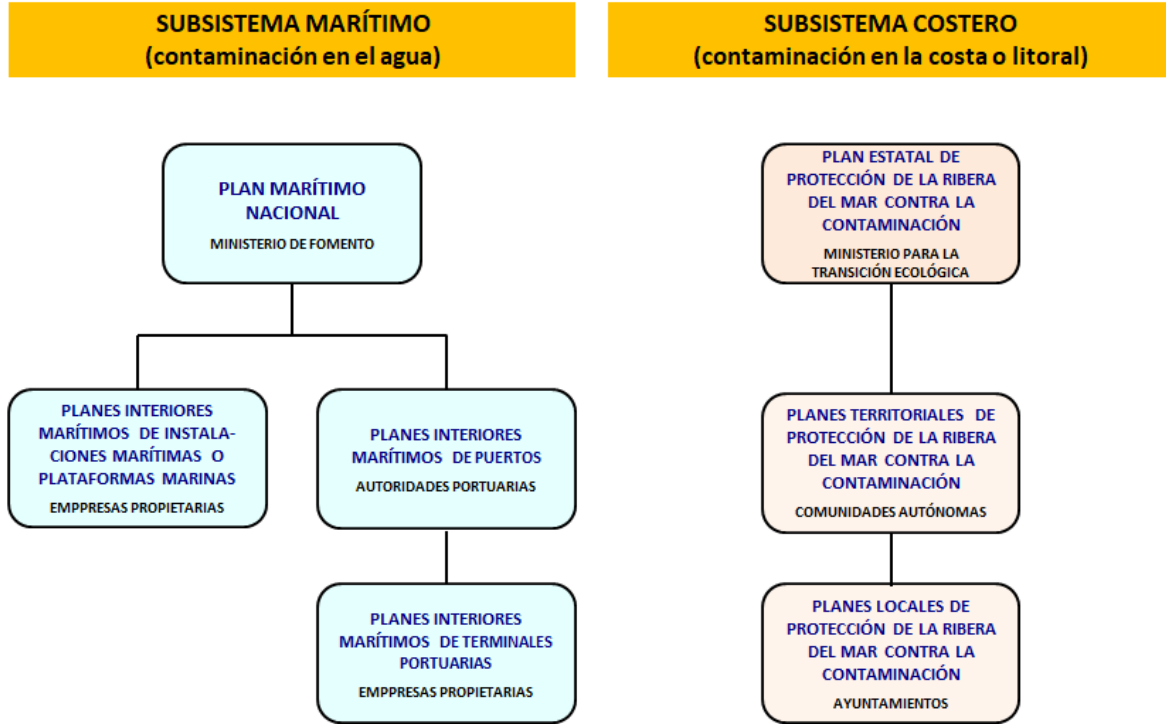 SUBSISTEMA MARÍTIMO
(contaminación en el agua)
SUBSISTEMA COSTERO
(contaminación en la costa o litoral)
PLAN MARÍTIMO
NACIONAL
MINISTERIO DE FOMENTO
PLANES INTERIORES
MARÍTIMOS DE INSTALA-
CIONES MARÍTIMAS O
PLATAFORMAS MARINAS
EMPPRESAS PROPIETARIAS
PLANES INTERIORES
MARÍTIMOS DE PUERTOS
AUTORIDADES PORTUARIAS
PLANES INTERIORES
MARÍTIMOS DE TERMINALES
PORTUARIAS
EMPPRESAS PROPIETARIAS
PLAN ESTATAL DE
PROTECCIÓN DE LA RIBERA
DEL MAR CONTRA LA
CONTAMINACIÓN
MINISTERIO PARA LA
TRANSICIÓN ECOLÓGICA
PLANES TERRITORIALES DE
PROTECCIÓN DE LA RIBERA
DEL MAR CONTRA LA
CONTAMINACIÓN
COMUNIDADES AUTÓNOMAS
PLANES LOCALES DE
PROTECCIÓN DE LA RIBERA
DEL MAR CONTRA LA
CONTAMINACIÓN
AYUNTAMIENTOS